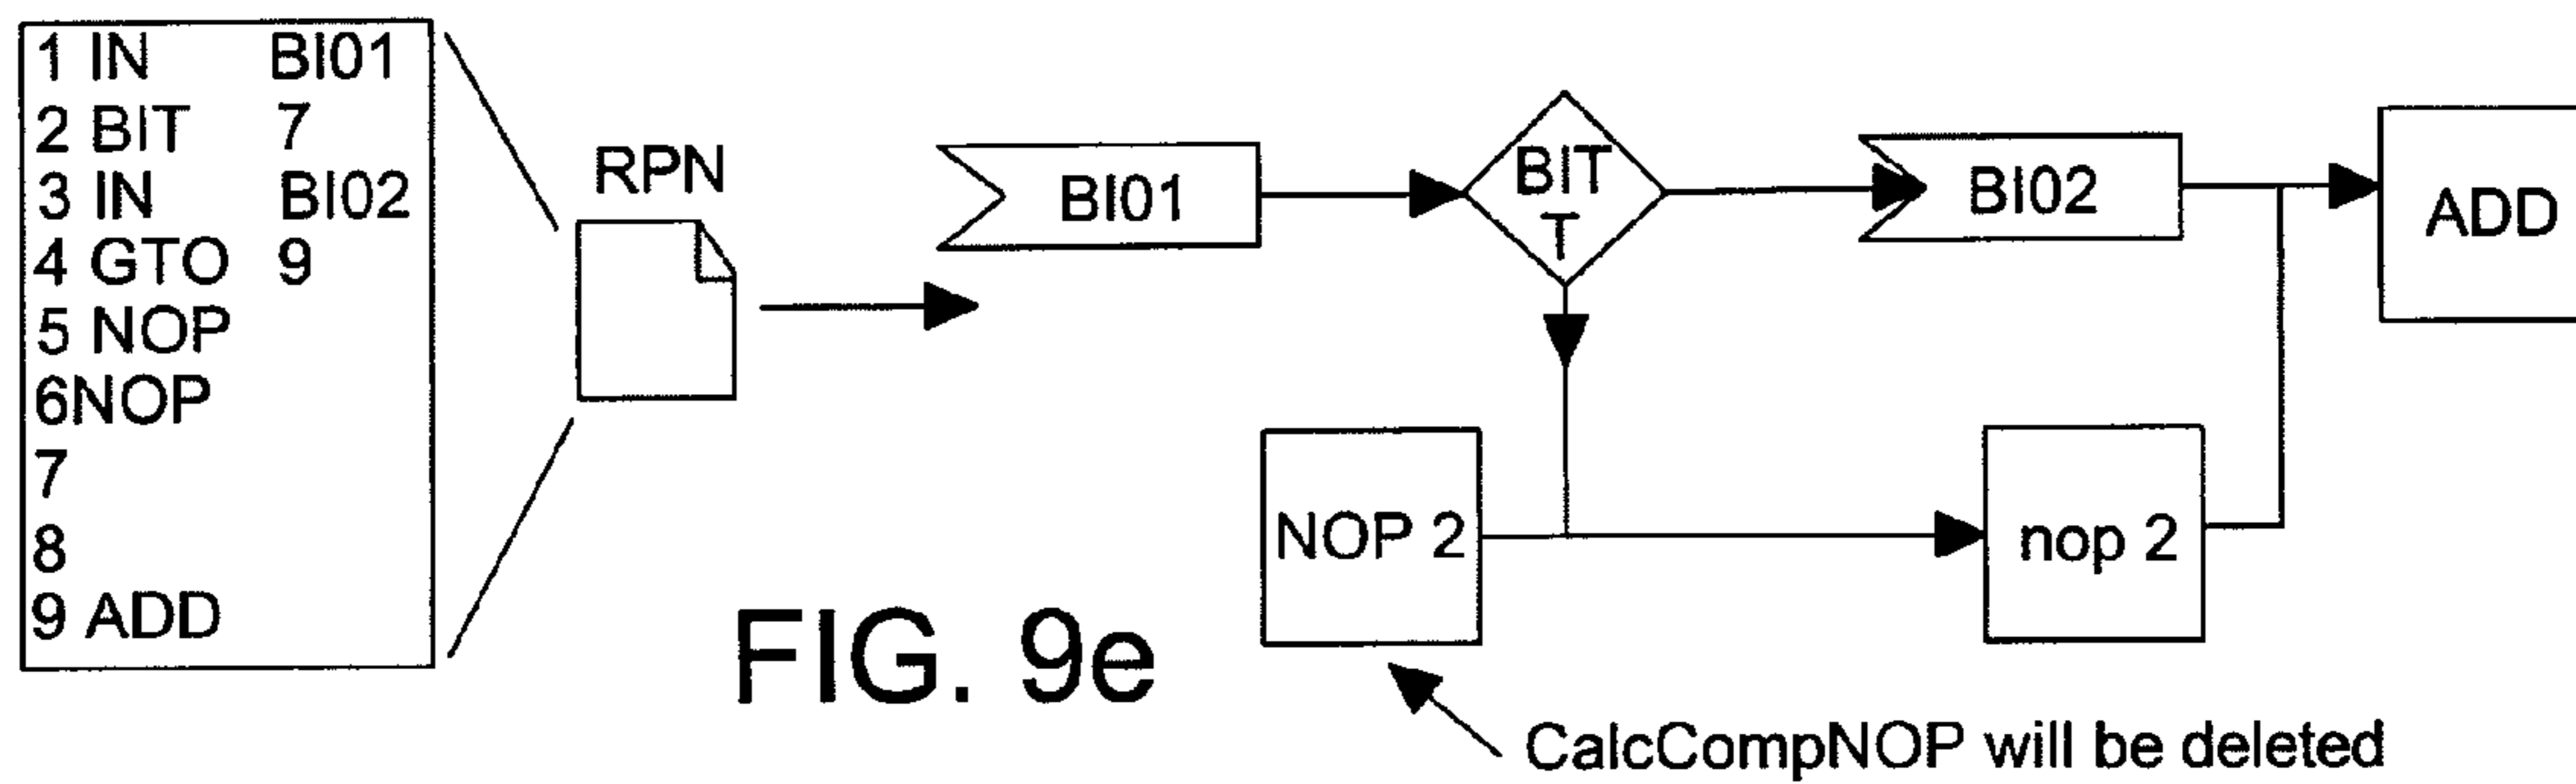 1 IN BI01
2 BIT 7
3 IN BI02
4 GTO 9
5 NOP
6NOP
7
8
9 ADD
RPN
BI01
BIT
T
BI02
ADD
NOP 2
nop 2
FIG. 9e
CalcCompNOP will be deleted